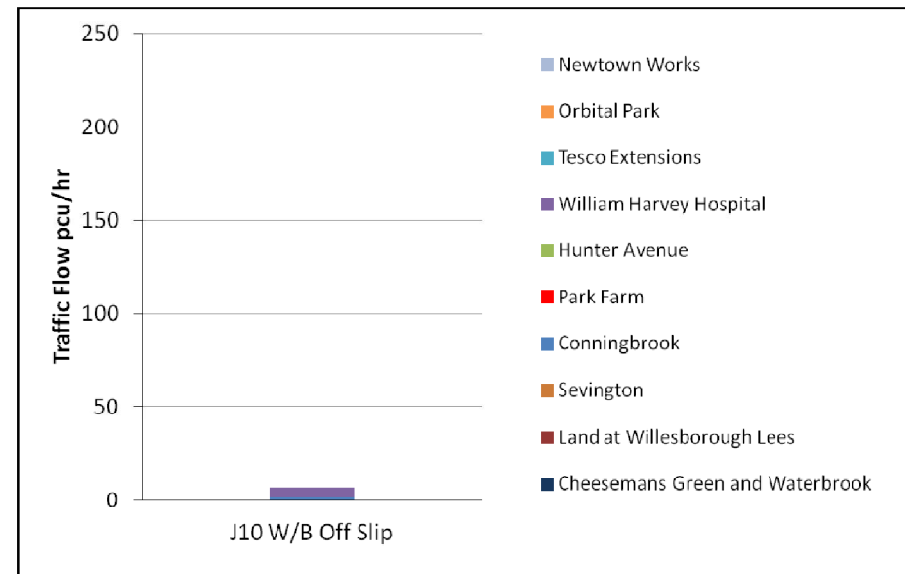 Traffic Flow pcu/hr
250
200
150
100
50
0
J10 W/B Off Slip
Newtown Works
Orbital Park
Tesco Extensions
William Harvey Hospital
Hunter Avenue
Park Farm
Conningbrook
Sevington
Land at Willesborough Lees
Cheesemans Green and Waterbrook